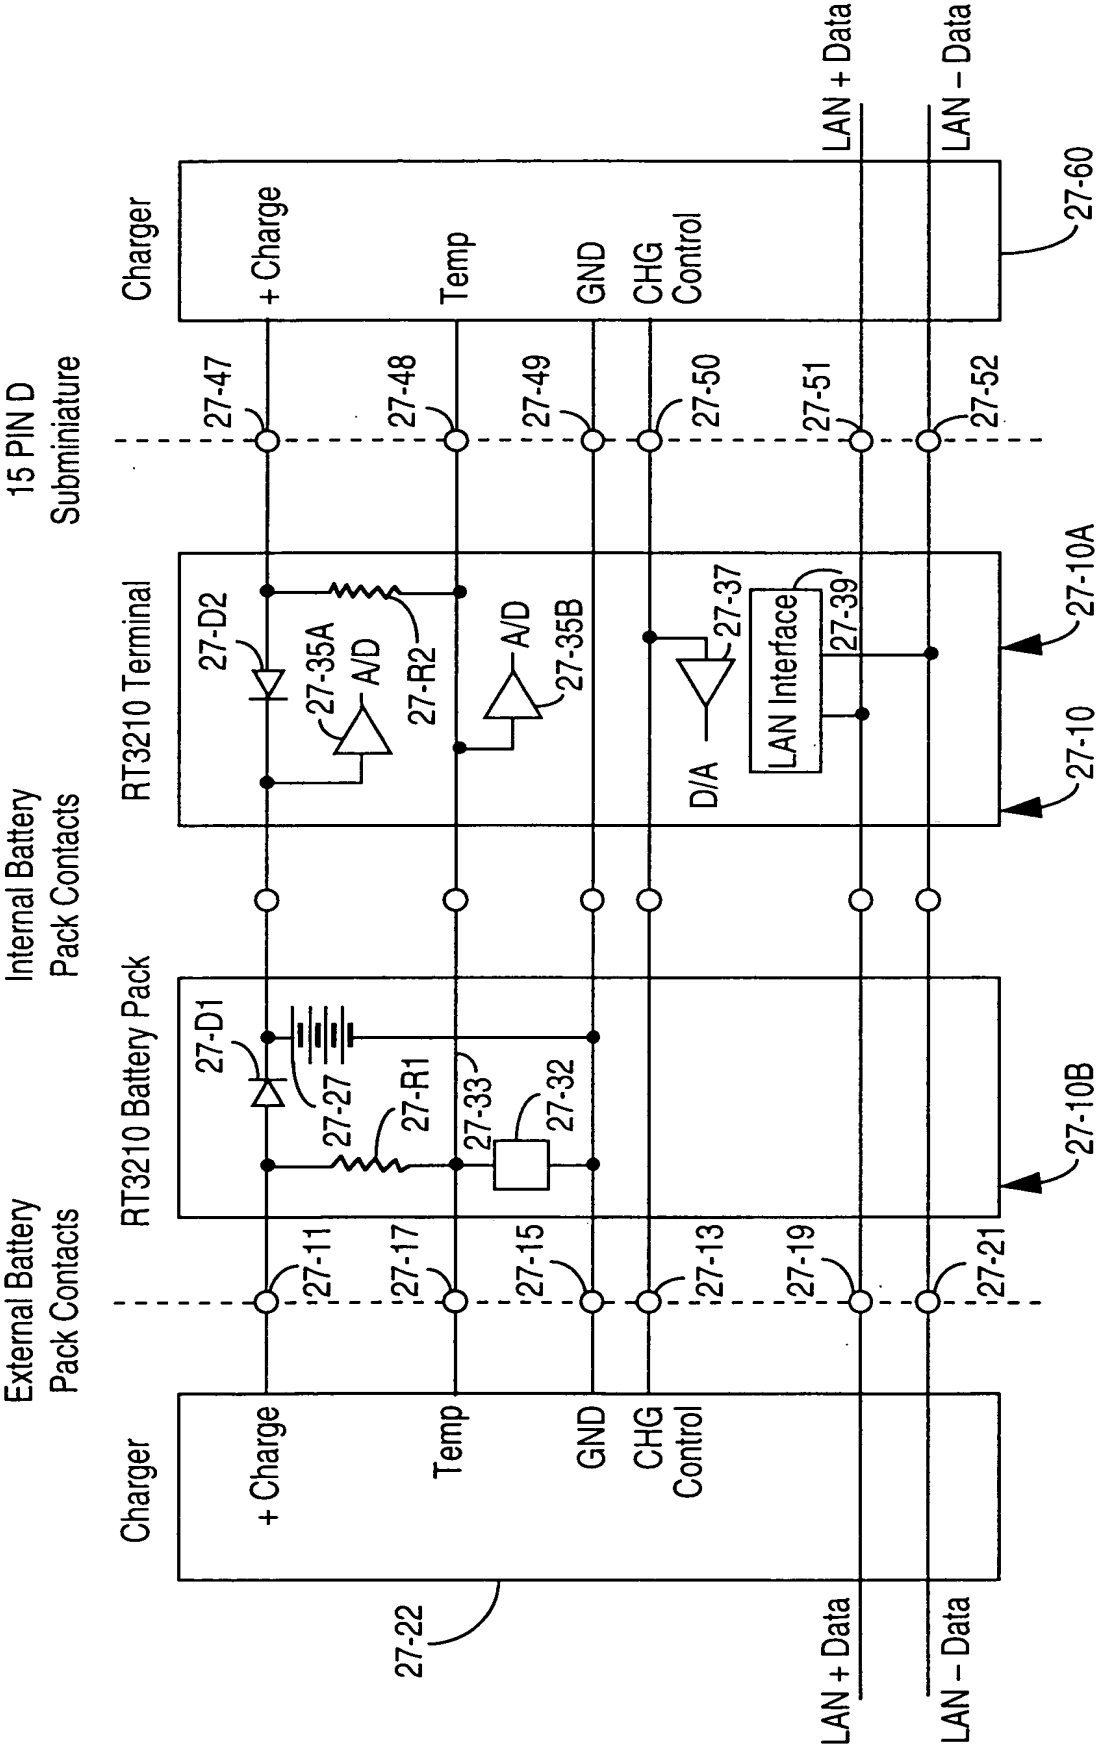 External Battery
Pack Contacts
Internal Battery
Pack Contacts
15 PIN D
Subminiature
Charger
RT3210 Battery Pack
RT3210 Terminal
Charger
+ Charge
27-11
27-D1
27-27
27-R1
27-D2
27-35A
A/D
27-R2
27-47
+ Charge
27-22
Temp
27-17
27-33
27-32
A/D
27-35B
27-48
Temp
GND
27-15
27-49
GND
CHG
Control
27-13
D/A
27-37
27-50
CHG
Control
LAN Interface
27-39
LAN + Data
27-19
27-51
LAN + Data
LAN – Data
27-21
27-52
LAN – Data
27-10B
27-10
27-10A
27-60